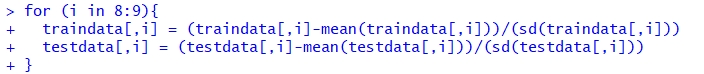 > for (i in 8:9){
+   traindata[,i] = (traindata[,i]-mean(traindata[,i]))/(sd(traindata[,i]))
+   testdata[,i] = (testdata[,i]-mean(testdata[,i]))/(sd(testdata[,i]))
+ }